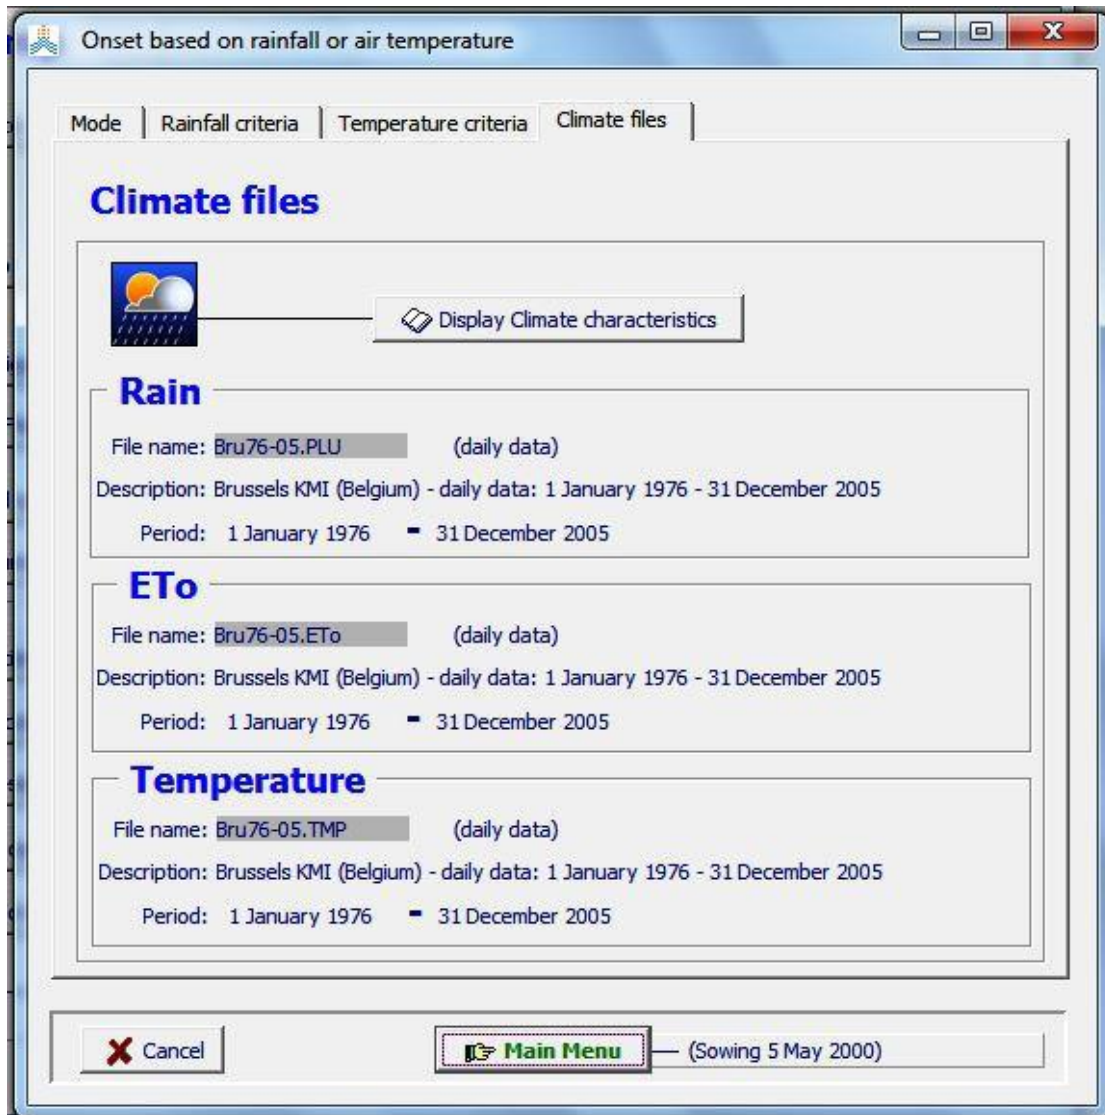 Onset based on rainfall or air temperature
Mode Rainfall criteria Temperature criteria Climate files
Climate files
Display Climate characteristics
Rain
File name: Bru76-05.PLU (daily data)
Description: Brussels KMI (Belgium) - daily data: 1 January 1976 - 31 December 2005
Period: 1 January 1976 - 31 December 2005
ETo
File name: Bru76-05.ETo (daily data)
Description: Brussels KMI (Belgium) - daily data: 1 January 1976 - 31 December 2005
Period: 1 January 1976 - 31 December 2005
Temperature
File name: Bru76-05.TMP (daily data)
Description: Brussels KMI (Belgium) - daily data: 1 January 1976 - 31 December 2005
Period: 1 January 1976 - 31 December 2005
Cancel Main Menu (Sowing 5 May 2000)